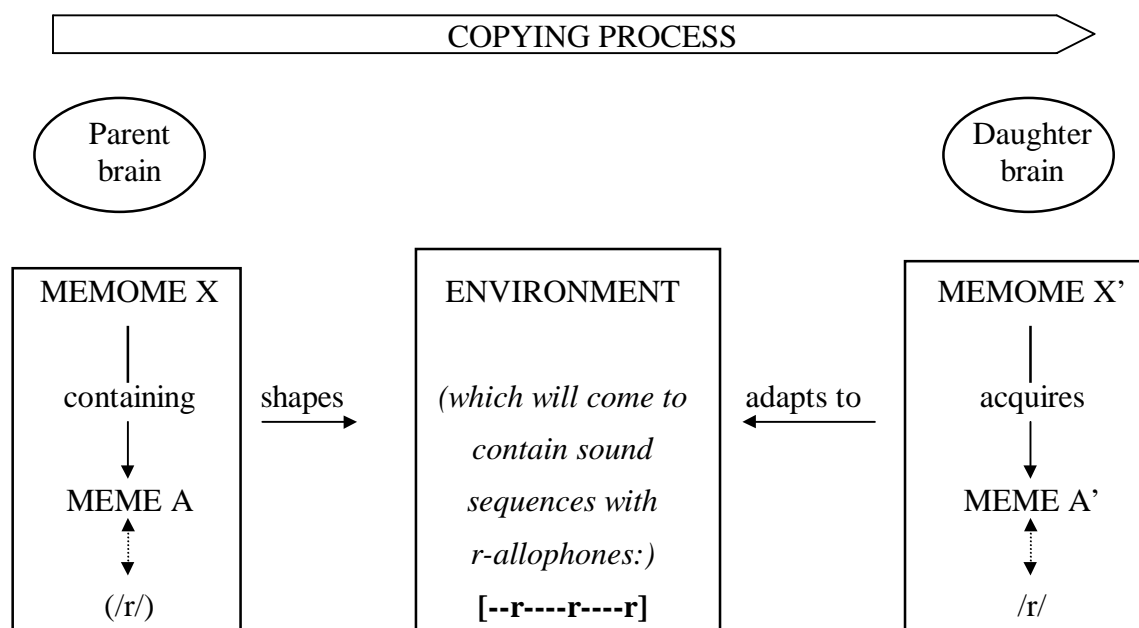 COPYING PROCESS
Parent
brain
Daughter
brain
MEMOME X
containing
MEME A
(/r/)
shapes
ENVIRONMENT
(which will come to
contain sound
sequences with
r-allophones:)
[--r----r----r]
adapts to
MEMOME X’
acquires
MEME A’
/r/